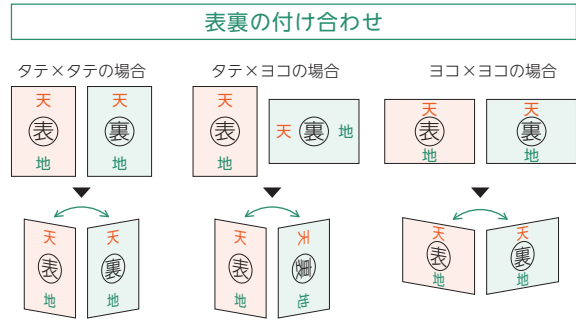 表裏の付け合わせ
タテ×タテの場合
天
表
地
天
裏
地
天
表
地
天
裏
地
タテ×ヨコの場合
天
表
地
天 裏 地
天
表
地
天
裏
地
ヨコ×ヨコの場合
天
表
地
天
裏
地
天
表
地
天
裏
地